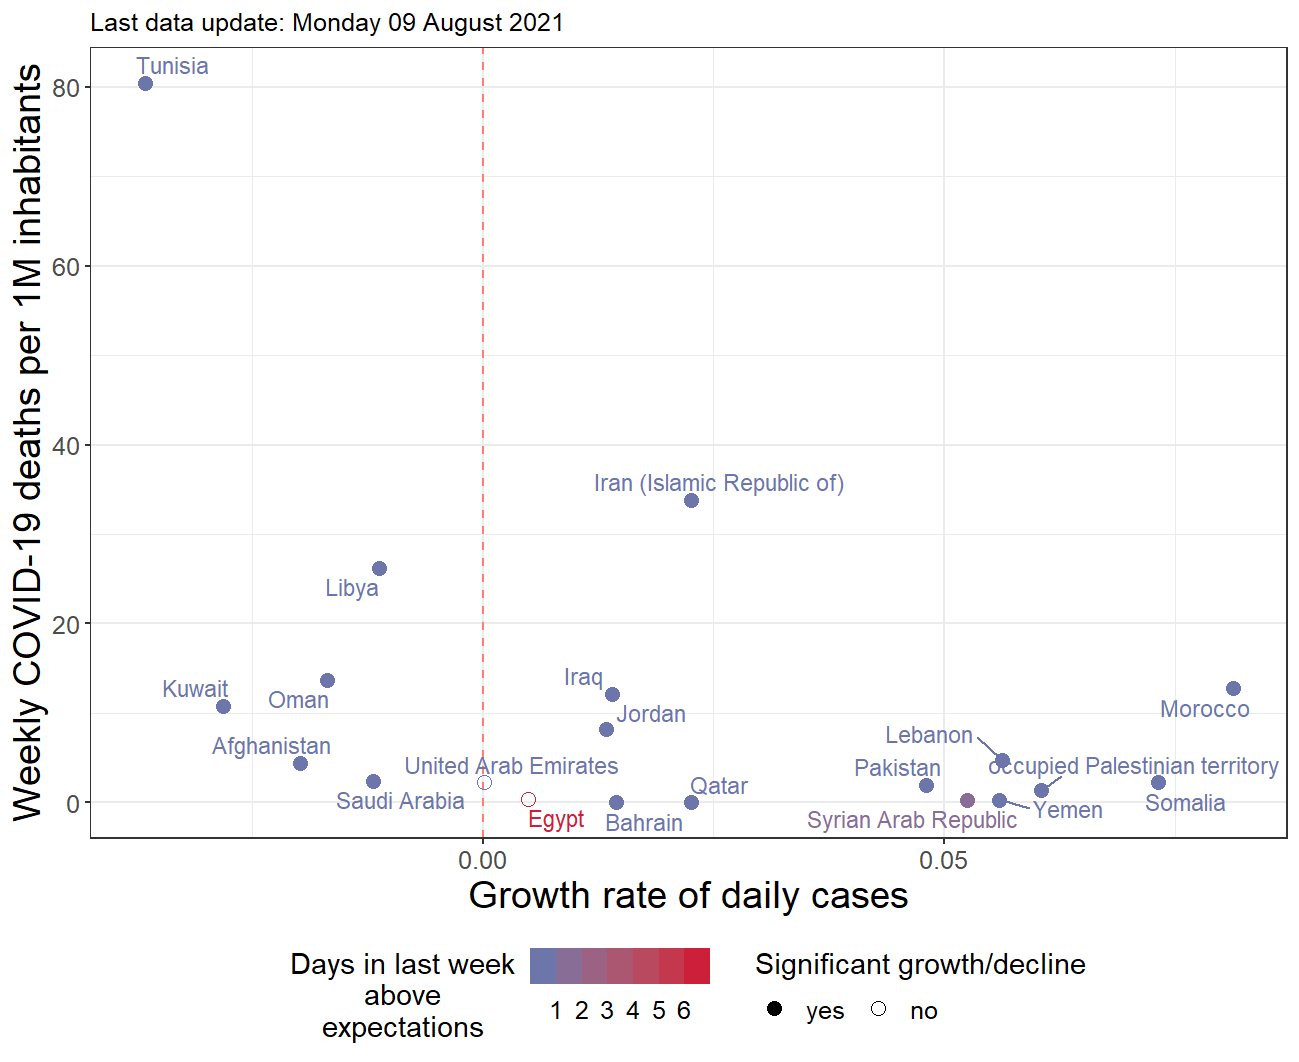 Last data update: Monday 09 August 2021
Weekly COVID-19 deaths per 1M inhabitants
80
60
40
20
0
Tunisia
Iran (Islamic Republic of)
Libya
Kuwait
Oman
Iraq
Jordan
Morocco
Lebanon
Afghanistan
United Arab Emirates
Pakistan
occupied Palestinian territory
Saudi Arabia
Qatar
Somalia
Egypt
Bahrain
Syrian Arab Republic
Yemen
0.00
0.05
Growth rate of daily cases
Days in last week
above
expectations
1 2 3 4 5 6
Significant growth/decline
yes
no